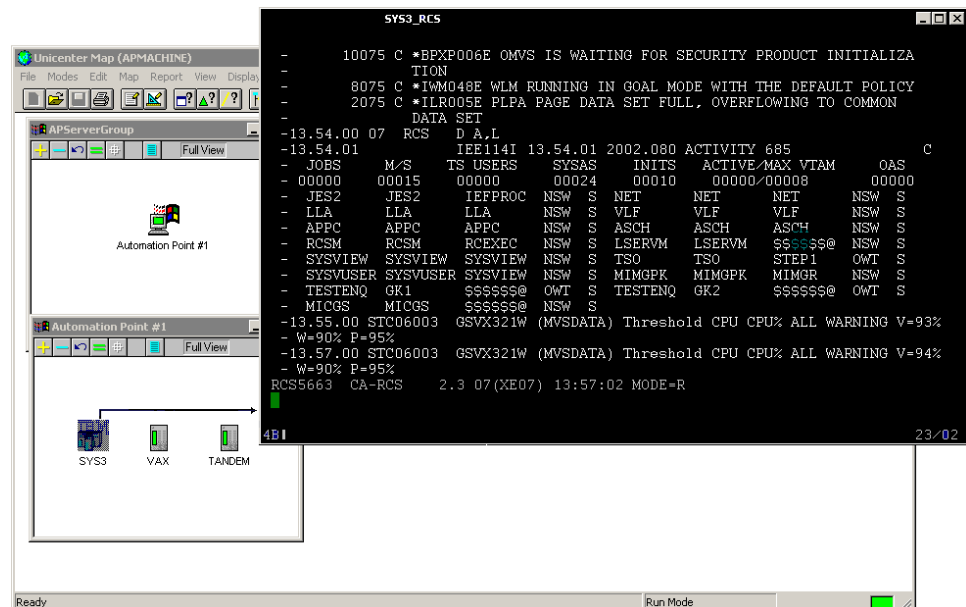 SYS3_RCS
- 10075 C *BPXP006E OMVS IS WAITING FOR SECURITY PRODUCT INITIALIZA
- TION
- 8075 C *IWM048E WLM RUNNING IN GOAL MODE WITH THE DEFAULT POLICY
- 2075 C *ILR005E PLPA PAGE DATA SET FULL, OVERFLOWING TO COMMON
- DATA SET
-13.54.00 07 RCS D A,L
-13.54.01 IEE114I 13.54.01 2002.080 ACTIVITY 685 C
- JOBS M/S TS USERS SYSAS INITS ACTIVE/MAX VTAM OAS
- 00000 00015 00000 00024 00010 00000/00008 00000
- JES2 JES2 IEFPROC NSW S NET NET NET NSW S
- LLA LLA LLA NSW S VLF VLF VLF NSW S
- APPC APPC APPC NSW S ASCH ASCH ASCH NSW S
- RCSM RCSM RCEXEC NSW S LSERVM LSERVM $$$$$$@ NSW S
- SYSVIEW SYSVIEW SYSVIEW NSW S TSO TSO STEP1 OWT S
- SYSVUSER SYSVUSER SYSVIEW NSW S MIMGPK MIMGPK MIMGR NSW S
- TESTENQ GK1 $$$$$$@ OWT S TESTENQ GK2 $$$$$$@ OWT S
- MICGS MICGS $$$$$$@ NSW S
-13.55.00 STC06003 GSVX321W (MVSDATA) Threshold CPU CPU% ALL WARNING V=93%
- W=90% P=95%
-13.57.00 STC06003 GSVX321W (MVSDATA) Threshold CPU CPU% ALL WARNING V=94%
- W=90% P=95%
RCS5663 CA-RCS 2.3 07(XE07) 13:57:02 MODE=R
4B
23/02
Unicenter Map (APMACHINE)
File Modes Edit Map Report View Display
APServerGroup
Full View
Automation Point #1
Automation Point #1
Full View
IBM
SYS3 VAX TANDEM
Ready Run Mode